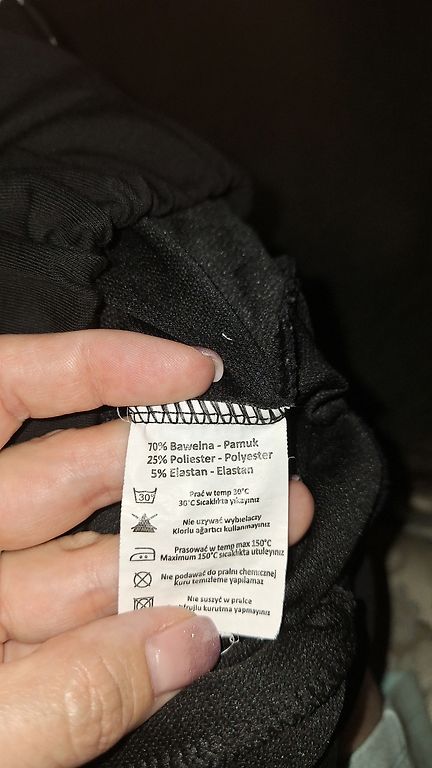 70% Bawelna - Pamuk
25% Poliester - Polyester
5% Elastan - Elastan
30
Prać w temp 30°C
30°C Sıcaklıkta yıkayınız
Nie używać wybielaczy
Klorlu ağartıcı kullanmayınız
Prasować w temp max 150°C
Maximum 150°C sıcaklıkta ütüleyiniz
Nie podawać do pralni chemicznej
Kuru temizleme yapılamaz
Nie suszyć w pralce
kurutma yapmayınız